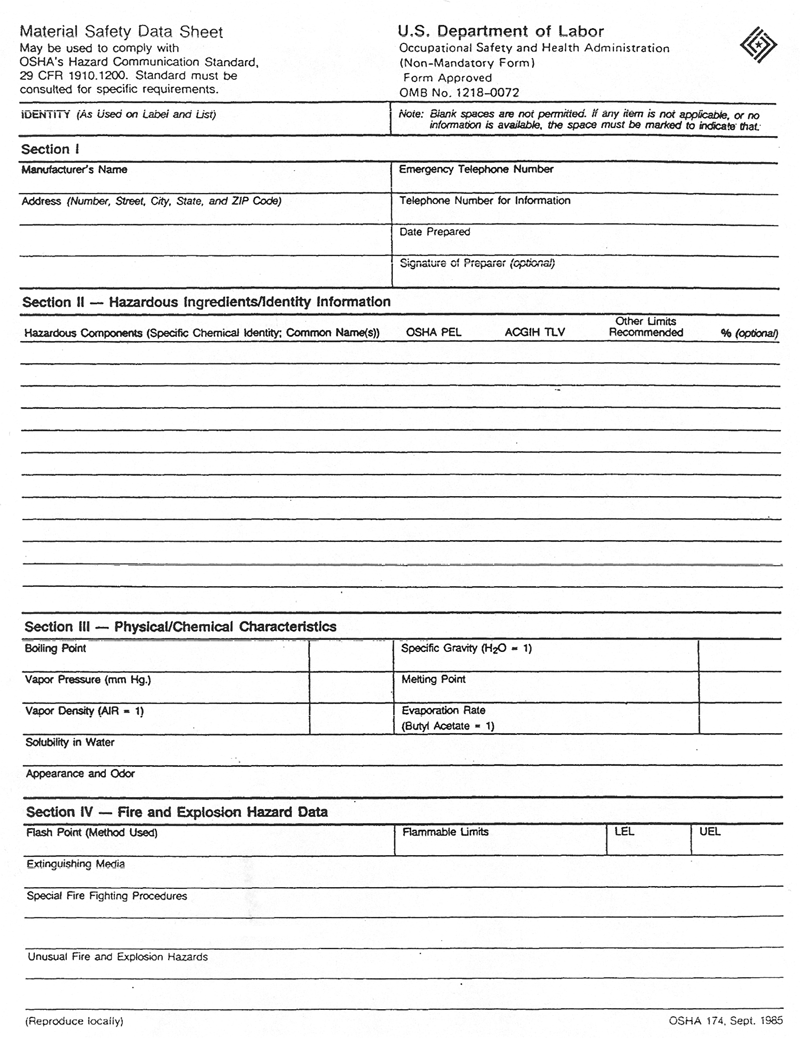 Material Safety Data Sheet
May be used to comply with
OSHA's Hazard Communication Standard,
29 CFR 1910.1200. Standard must be
consulted for specific requirements.
U.S. Department of Labor
Occupational Safety and Health Administration
(Non-Mandatory Form)
Form Approved
OMB No. 1218-0072
IDENTITY (As Used on Label and List)
Note: Blank spaces are not permitted. If any item is not applicable, or no
information is available, the space must be marked to indicate that.
Section I
Manufacturer's Name
Emergency Telephone Number
Address (Number, Street, City, State, and ZIP Code)
Telephone Number for Information
Date Prepared
Signature of Preparer (optional)
Section II — Hazardous Ingredients/Identity Information
Hazardous Components (Specific Chemical Identity; Common Name(s))
OSHA PEL
ACGIH TLV
Other Limits
Recommended
% (optional)
Section III — Physical/Chemical Characteristics
Boiling Point
Specific Gravity (H2O = 1)
Vapor Pressure (mm Hg.)
Melting Point
Vapor Density (AIR = 1)
Evaporation Rate
(Butyl Acetate = 1)
Solubility in Water
Appearance and Odor
Section IV — Fire and Explosion Hazard Data
Flash Point (Method Used)
Flammable Limits
LEL
UEL
Extinguishing Media
Special Fire Fighting Procedures
Unusual Fire and Explosion Hazards
(Reproduce locally)
OSHA 174, Sept. 1985